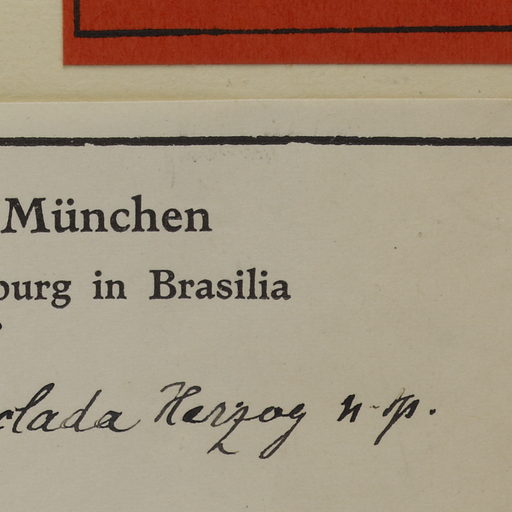 München
burg in Brasilia
clada Herzog n. sp.